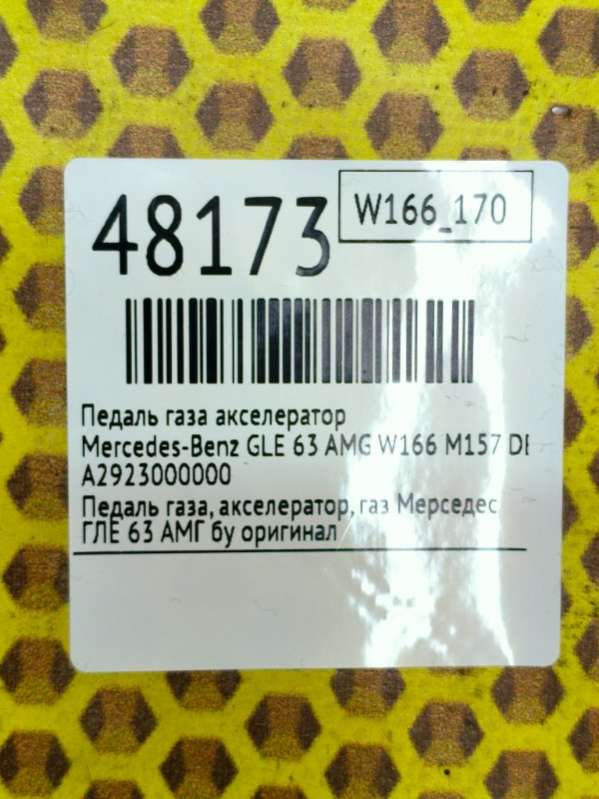 48173
W166_170
Педаль газа акселератор
Mercedes-Benz GLE 63 AMG W166 M157
A2923000000
Педаль газа, акселератор, газ Мерседес
ГЛЕ 63 АМГ бу оригинал